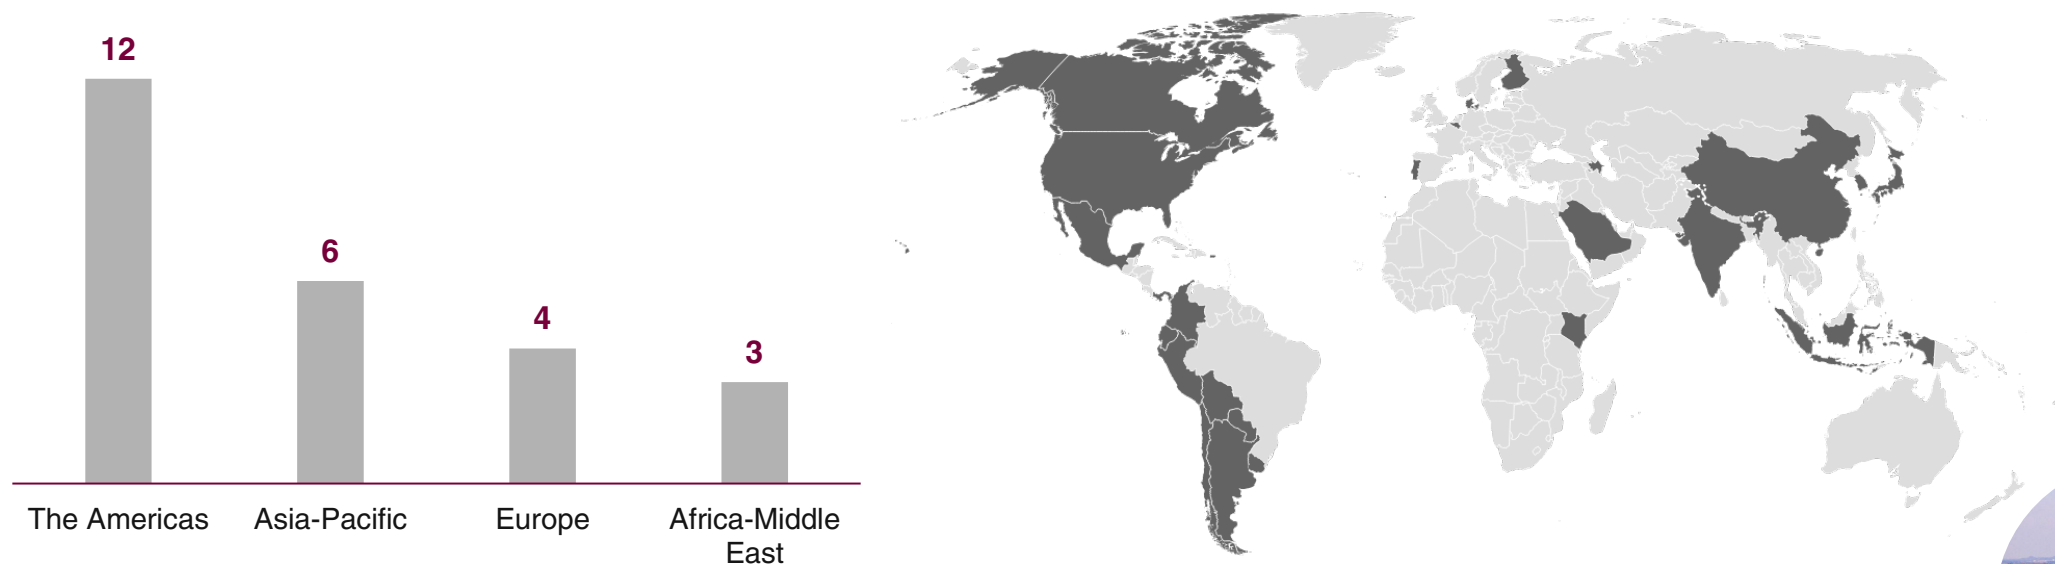 12
6
4
3
The Americas
Asia-Pacific
Europe
Africa-Middle
East